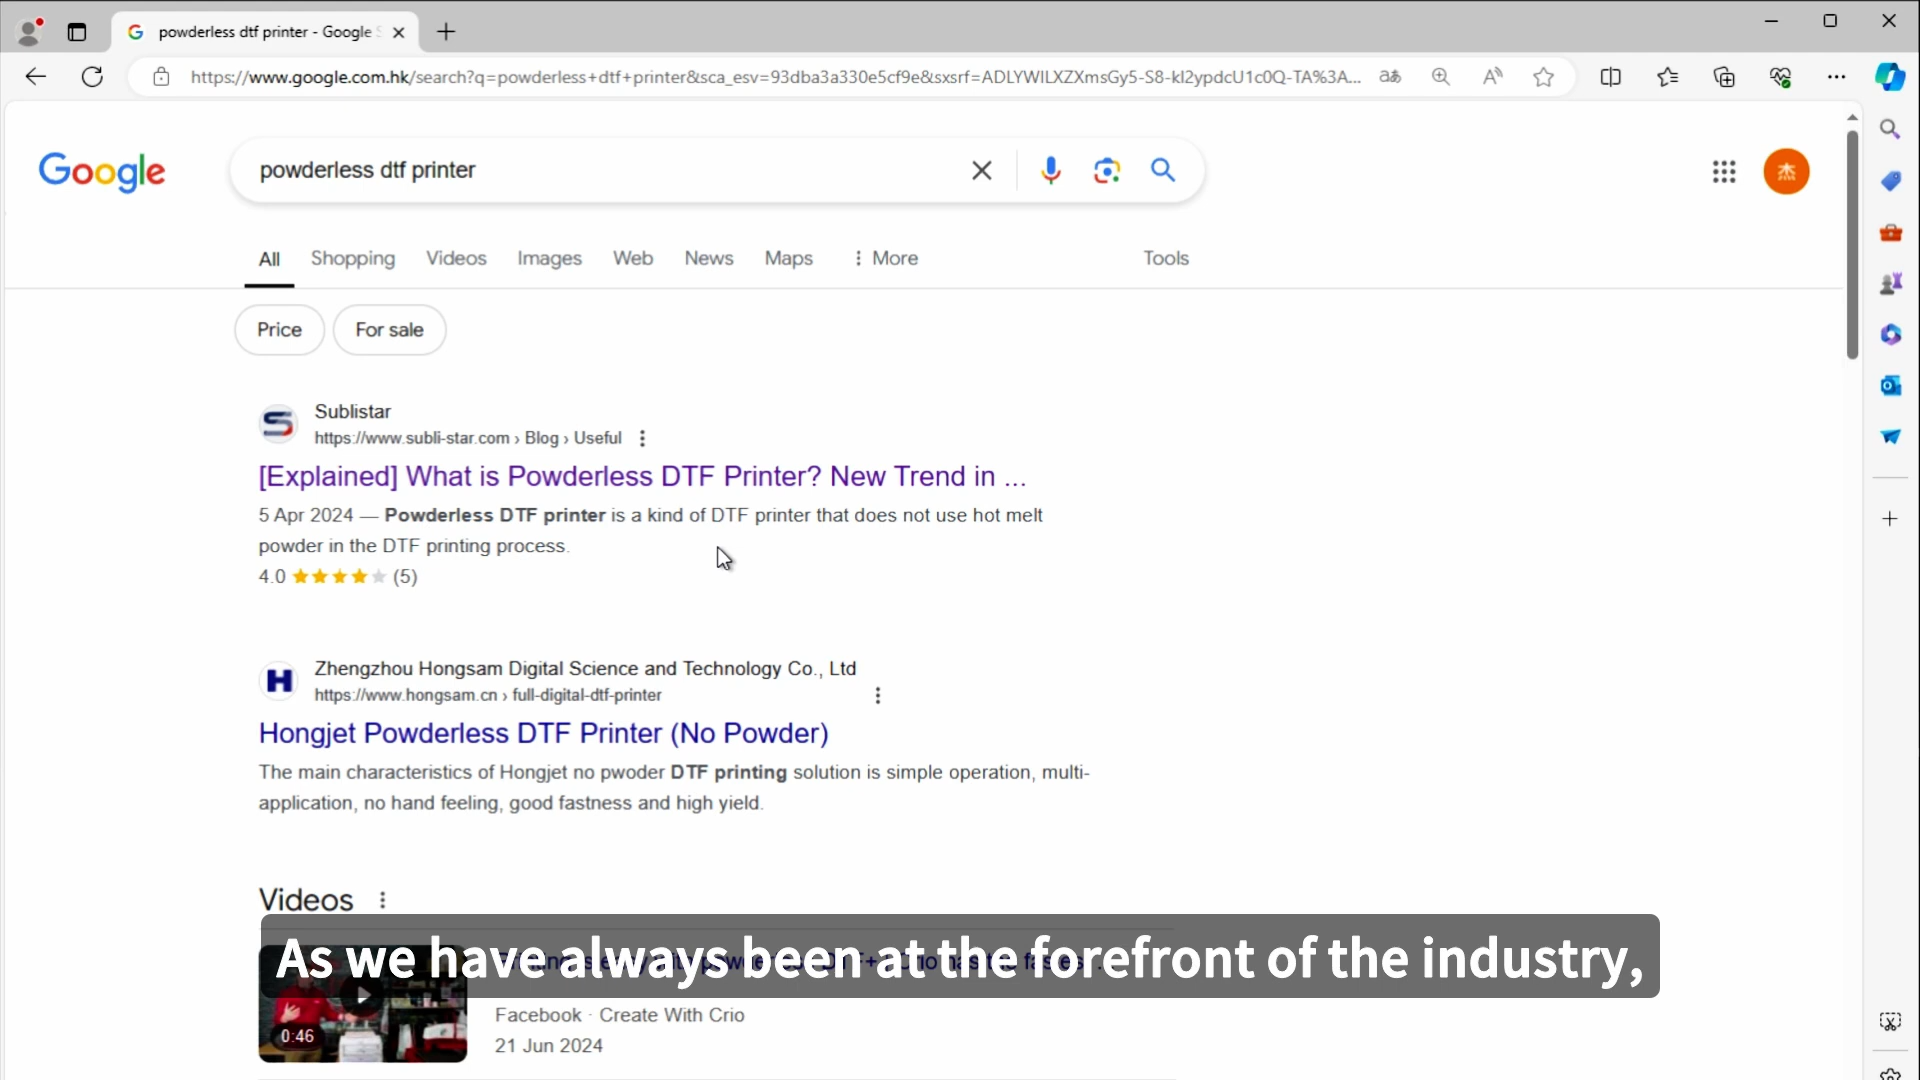 powderless dtf printer - Google S
https://www.google.com.hk/search?q=powderless+dtf+printer&sca_esv=93dba3a330e5cf9e&sxsrf=ADLYWILXZXmsGy5-S8-kI2ypdcU1c0Q-TA%3A...
Google
powderless dtf printer
杰
All Shopping Videos Images Web News Maps More Tools
Price For sale
Sublistar
https://www.subli-star.com › Blog › Useful
[Explained] What is Powderless DTF Printer? New Trend in ...
5 Apr 2024 — Powderless DTF printer is a kind of DTF printer that does not use hot melt
powder in the DTF printing process.
4.0 ★★★★★ (5)
H
Zhengzhou Hongsam Digital Science and Technology Co., Ltd
https://www.hongsam.cn › full-digital-dtf-printer
Hongjet Powderless DTF Printer (No Powder)
The main characteristics of Hongjet no pwoder DTF printing solution is simple operation, multi-
application, no hand feeling, good fastness and high yield.
Videos
As we have always been at the forefront of the industry,
0:46
Facebook · Create With Crio
21 Jun 2024